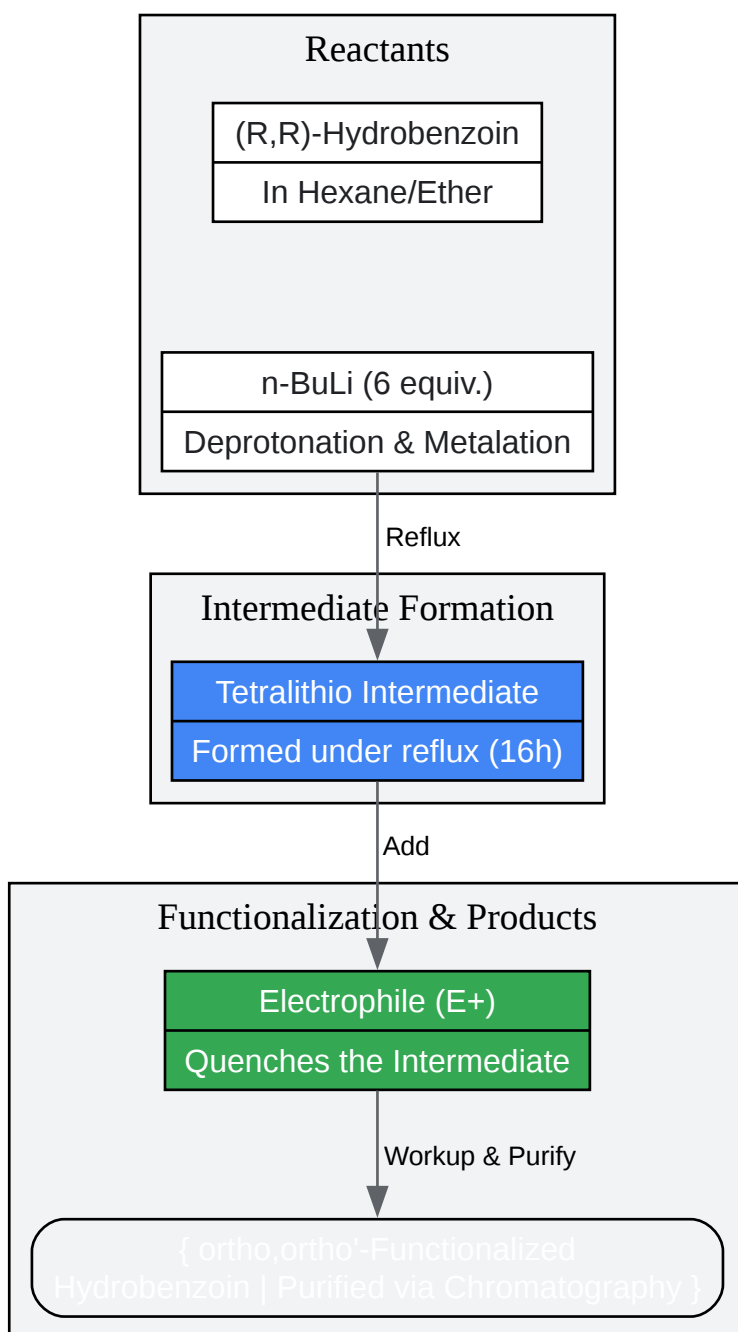 Reactants
(R,R)-Hydrobenzoin
In Hexane/Ether
n-BuLi (6 equiv.)
Deprotonation & Metalation
Reflux
Intermediate Formation
Tetralithio Intermediate
Formed under reflux (16h)
Add
Functionalization & Products
Electrophile (E+)
Quenches the Intermediate
Workup & Purify
{ ortho,ortho'-Functionalized
Hydrobenzoin | Purified via Chromatography }